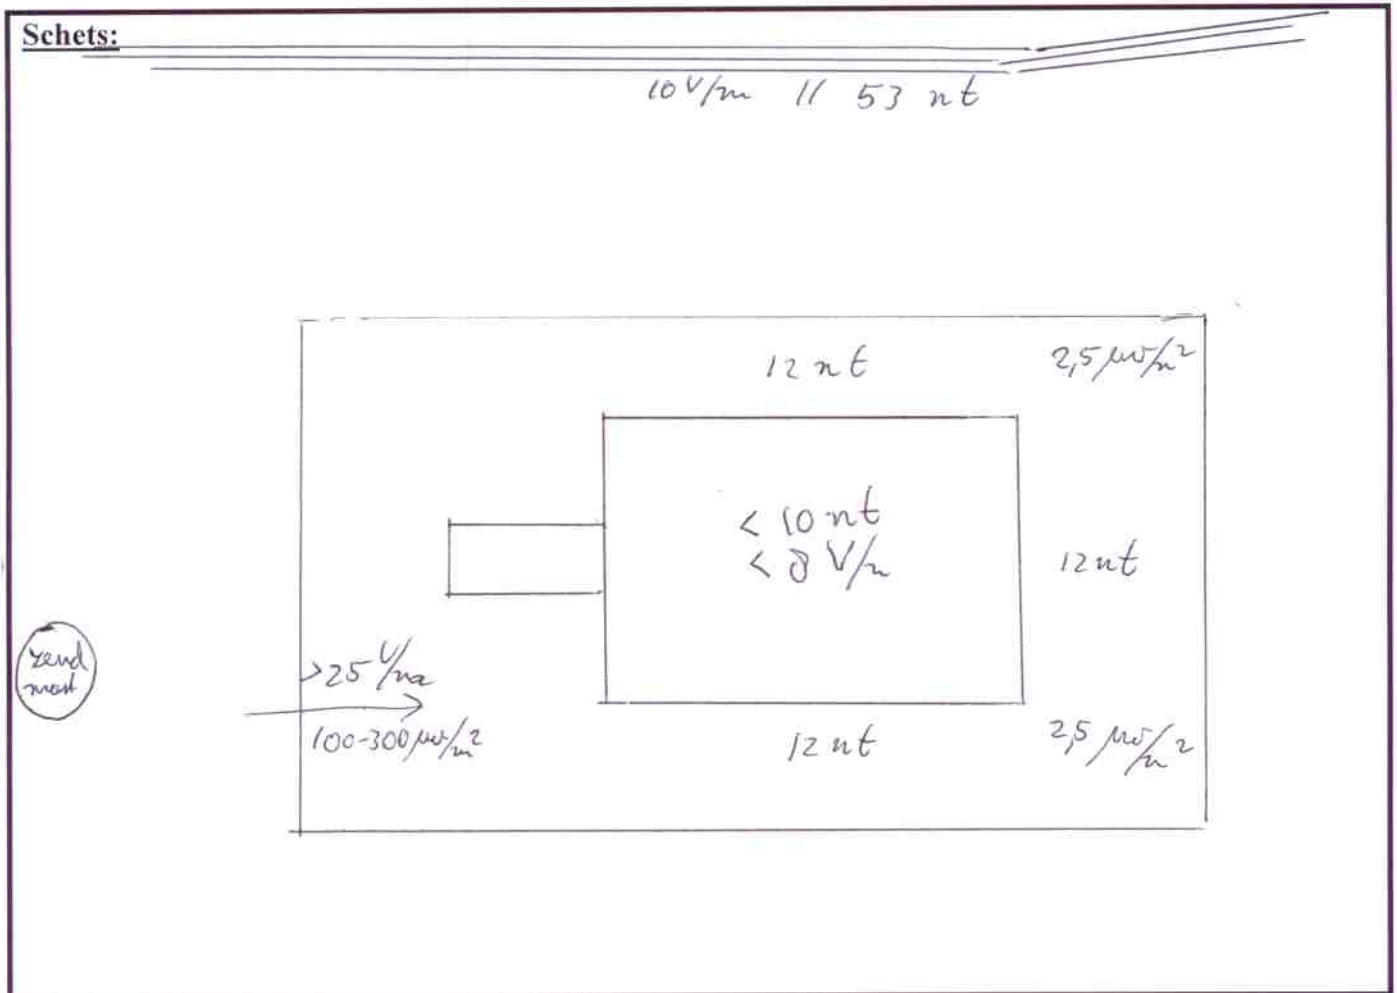 Schets:
10 V/m // 53 nt
12 nt
2,5 µw/m²
< 10 nt
< 8 V/m
12 nt
zend
mast
>25 V/m
100-300 µw/m²
12 nt
2,5 µw/m²